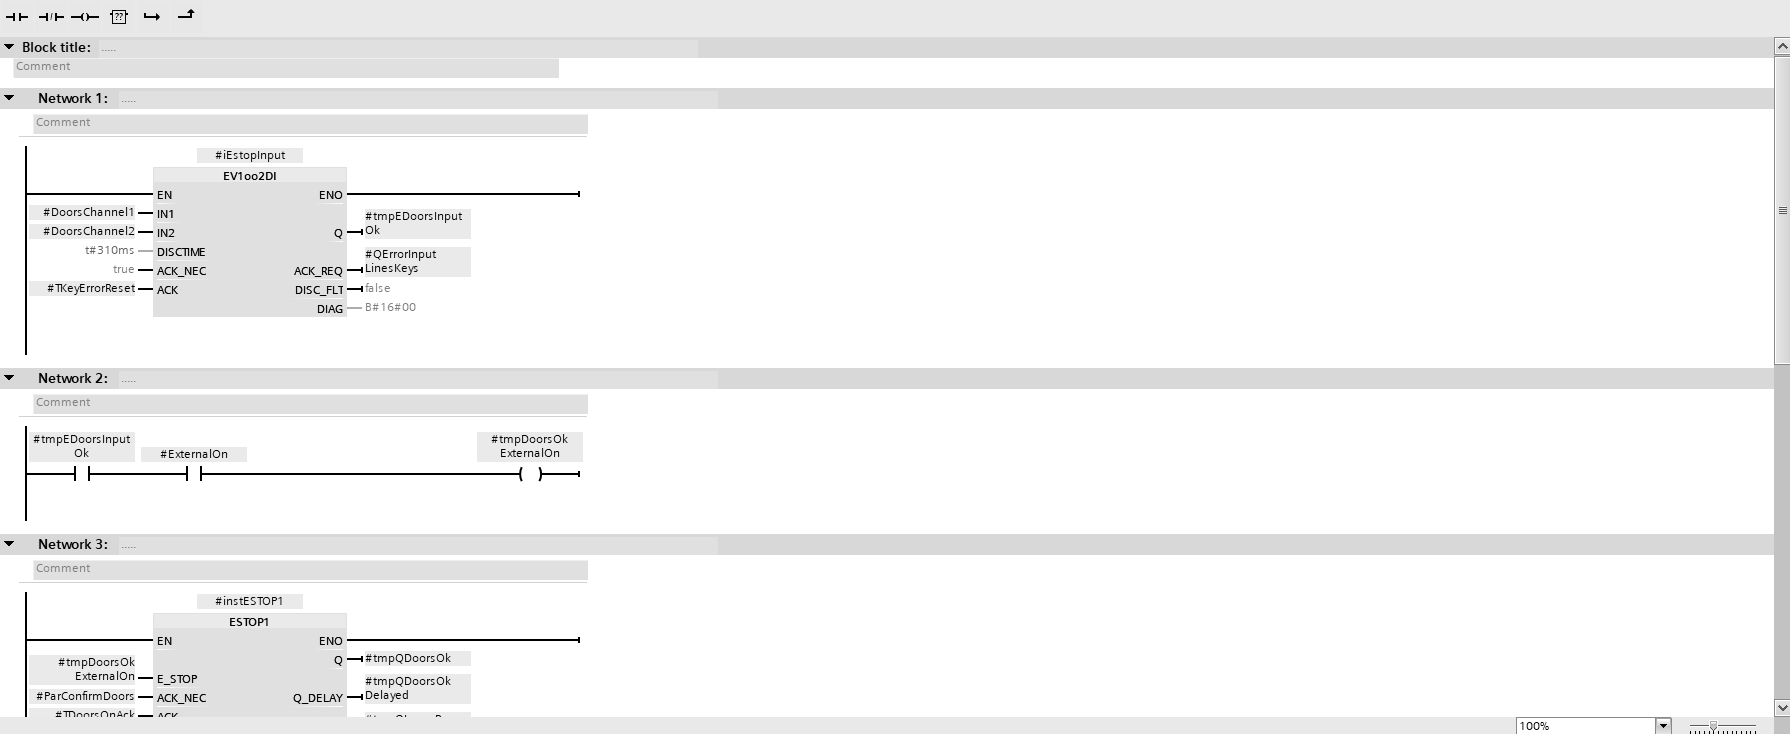 ??
Block title: .....
Comment
Network 1: .....
Comment
#iEstopInput
EV1oo2DI
EN ENO
#DoorsChannel1 IN1
#tmpEDoorsInput
Ok
#DoorsChannel2 IN2 Q
t#310ms DISCTIME
#QErrorInput
LinesKeys
true ACK_NEC ACK_REQ
#TKeyErrorReset ACK DISC_FLT false
DIAG B#16#00
Network 2: .....
Comment
#tmpEDoorsInput
Ok
#ExternalOn
#tmpDoorsOk
ExternalOn
Network 3: .....
Comment
#instESTOP1
ESTOP1
EN ENO
Q #tmpQDoorsOk
#tmpDoorsOk
ExternalOn E_STOP
#tmpQDoorsOk
Delayed
#ParConfirmDoors ACK_NEC Q_DELAY
#TDoorsOnAck ACK
100%